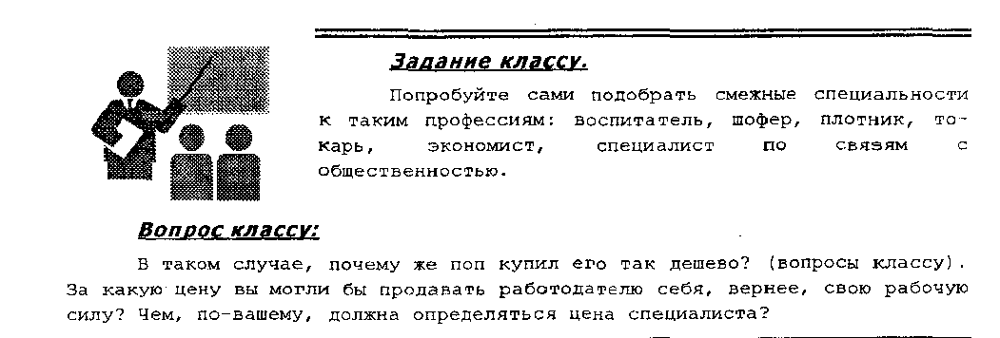 Задание классу.
Попробуйте сами подобрать смежные специальности
к таким профессиям: воспитатель, шофер, плотник, то-
карь, экономист, специалист по связям с
общественностью.
Вопрос классу:
В таком случае, почему же поп купил его так дешево? (вопросы классу).
За какую цену вы могли бы продавать работодателю себя, вернее, свою рабочую
силу? Чем, по-вашему, должна определяться цена специалиста?